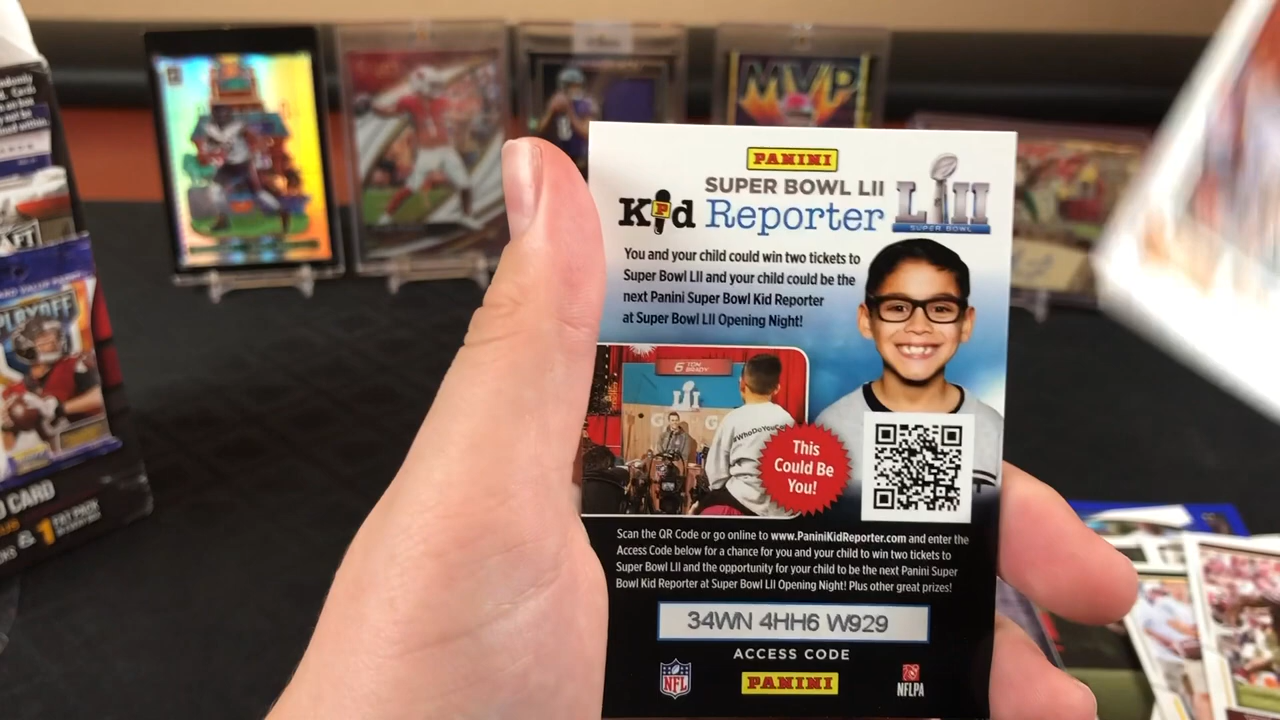 MVP
PANINI
SUPER BOWL LII
Kid Reporter
LII
SUPER BOWL
You and your child could win two tickets to
Super Bowl LII and your child could be the
next Panini Super Bowl Kid Reporter
at Super Bowl LII Opening Night!
6 TOM
BRADY
LII
This
Could Be
You!
Scan the QR Code or go online to www.PaniniKidReporter.com and enter the
Access Code below for a chance for you and your child to win two tickets to
Super Bowl LII and the opportunity for your child to be the next Panini Super
Bowl Kid Reporter at Super Bowl LII Opening Night! Plus other great prizes!
34WN 4HH6 W929
ACCESS CODE
NFL
PANINI
NFLPA
PLAYOFF
CARD
& 1